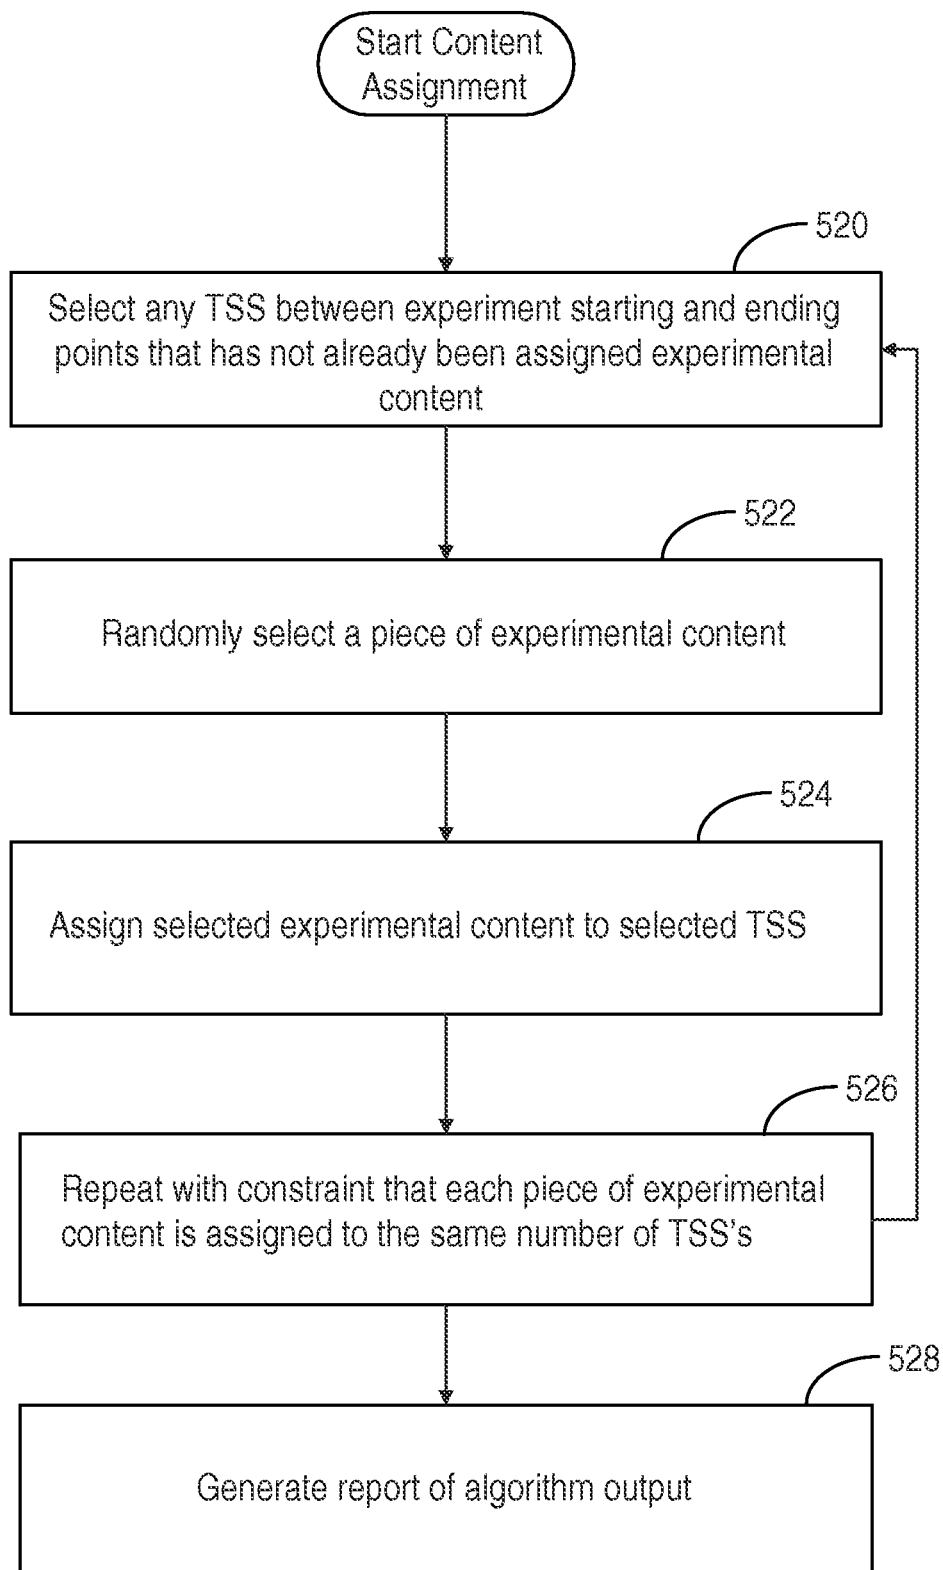 Start Content
Assignment
520
Select any TSS between experiment starting and ending
points that has not already been assigned experimental
content
522
Randomly select a piece of experimental content
524
Assign selected experimental content to selected TSS
526
Repeat with constraint that each piece of experimental
content is assigned to the same number of TSS's
528
Generate report of algorithm output